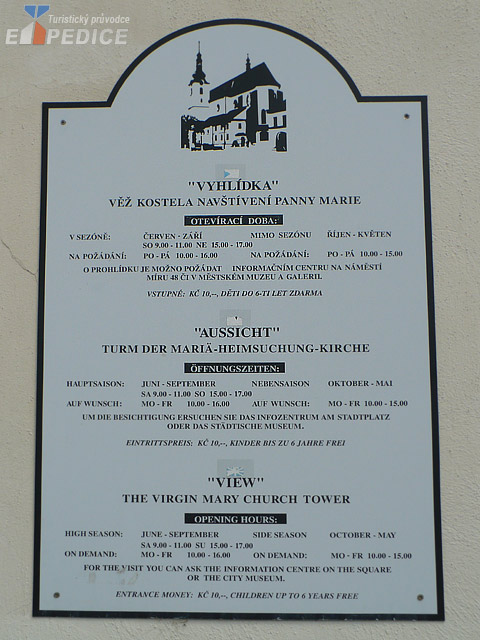 Turistický průvodce
EXPEDICE
"VYHLÍDKA"
VĚŽ KOSTELA NAVŠTÍVENÍ PANNY MARIE
OTEVÍRACÍ DOBA:
V SEZÓNĚ: ČERVEN - ZÁŘÍ MIMO SEZÓNU ŘÍJEN - KVĚTEN
SO 9.00 - 11.00 NE 15.00 - 17.00
NA POŽÁDÁNÍ: PO - PÁ 10.00 - 16.00 NA POŽÁDÁNÍ: PO - PÁ 10.00 - 15.00
O PROHLÍDKU JE MOŽNO POŽÁDAT INFORMAČNÍM CENTRU NA NÁMĚSTÍ
MÍRU 48 ČI V MĚSTSKÉM MUZEU A GALERII.
VSTUPNÉ: KČ 10,--, DĚTI DO 6-TI LET ZDARMA
"AUSSICHT"
TURM DER MARIÄ-HEIMSUCHUNG-KIRCHE
ÖFFNUNGSZEITEN:
HAUPTSAISON: JUNI - SEPTEMBER NEBENSAISON OKTOBER - MAI
SA 9.00 - 11.00 SO 15.00 - 17.00
AUF WUNSCH: MO - FR 10.00 - 16.00 AUF WUNSCH: MO - FR 10.00 - 15.00
UM DIE BESICHTIGUNG ERSUCHEN SIE DAS INFOZENTRUM AM STADTPLATZ
ODER DAS STÄDTISCHE MUSEUM.
EINTRITTSPREIS: KČ 10,--, KINDER BIS ZU 6 JAHRE FREI
"VIEW"
THE VIRGIN MARY CHURCH TOWER
OPENING HOURS:
HIGH SEASON: JUNE - SEPTEMBER SIDE SEASON OCTOBER - MAY
SA 9.00 - 11.00 SU 15.00 - 17.00
ON DEMAND: MO - FR 10.00 - 16.00 ON DEMAND: MO - FR 10.00 - 15.00
FOR THE VISIT YOU CAN ASK THE INFORMATION CENTRE ON THE SQUARE
OR THE CITY MUSEUM.
ENTRANCE MONEY: KČ 10,--, CHILDREN UP TO 6 YEARS FREE